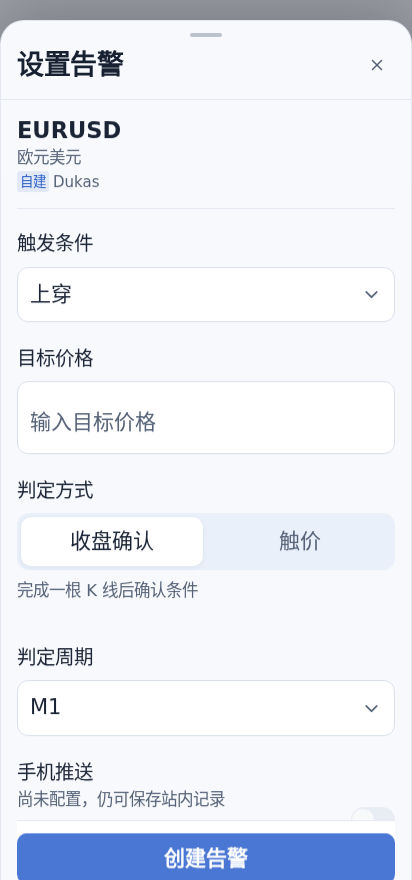 设置告警
EURUSD
欧元美元
自建 Dukas
触发条件
上穿
目标价格
输入目标价格
判定方式
收盘确认 触价
完成一根 K 线后确认条件
判定周期
M1
手机推送
尚未配置，仍可保存站内记录
创建告警